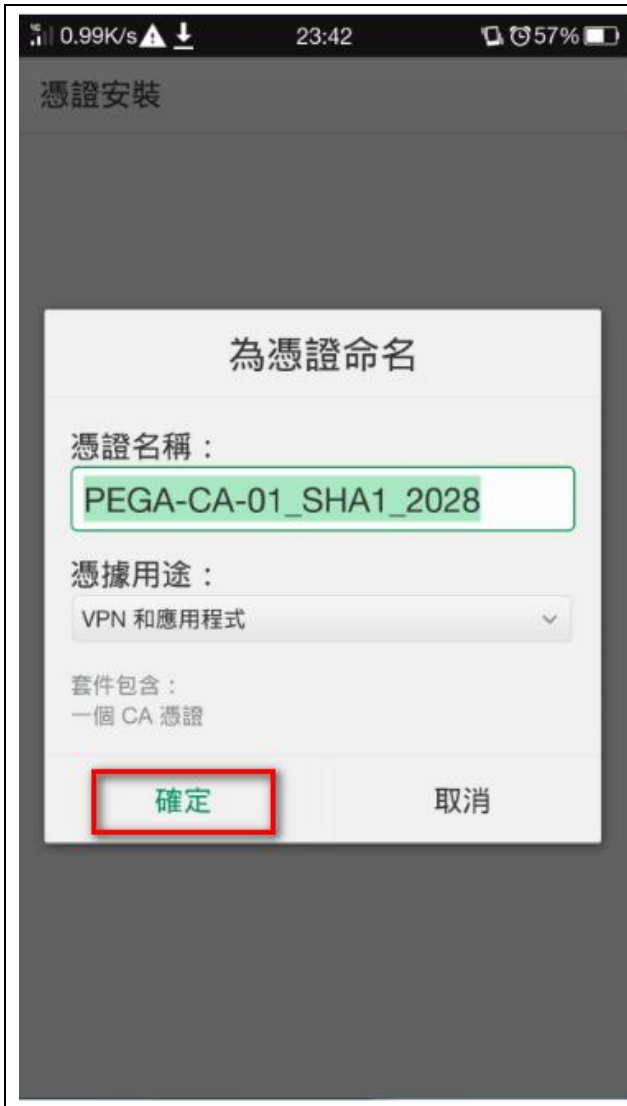 0.99K/s 23:42 57%
憑證安裝
為憑證命名
憑證名稱：
PEGA-CA-01_SHA1_2028
憑據用途：
VPN 和應用程式
套件包含：
一個 CA 憑證
確定 取消